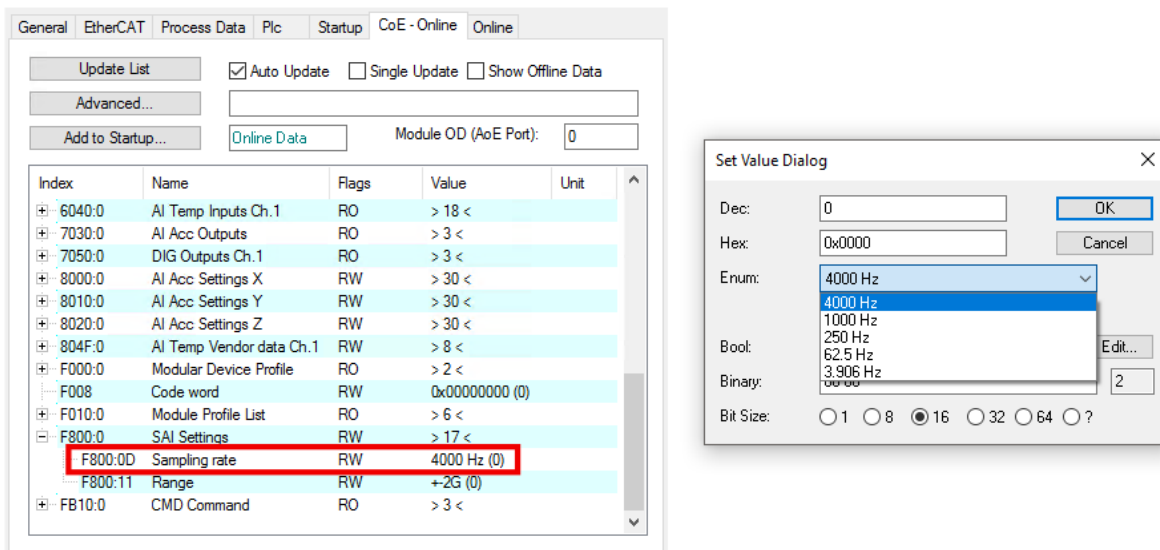 General EtherCAT Process Data Plc Startup CoE - Online Online
Update List Auto Update Single Update Show Offline Data
Advanced...
Add to Startup... Online Data Module OD (AoE Port): 0
Index Name Flags Value Unit
6040:0 AI Temp Inputs Ch.1 RO > 18 <
7030:0 AI Acc Outputs RO > 3 <
7050:0 DIG Outputs Ch.1 RO > 3 <
8000:0 AI Acc Settings X RW > 30 <
8010:0 AI Acc Settings Y RW > 30 <
8020:0 AI Acc Settings Z RW > 30 <
804F:0 AI Temp Vendor data Ch.1 RW > 8 <
F000:0 Modular Device Profile RO > 2 <
F008 Code word RW 0x00000000 (0)
F010:0 Module Profile List RO > 6 <
F800:0 SAI Settings RW > 17 <
F800:0D Sampling rate RW 4000 Hz (0)
F800:11 Range RW +-2G (0)
FB10:0 CMD Command RO > 3 <
Set Value Dialog
Dec: 0 OK
Hex: 0x0000 Cancel
Enum: 4000 Hz
4000 Hz
1000 Hz
250 Hz
62.5 Hz
3.906 Hz
Bool: Edit...
Binary: 2
Bit Size: 1 8 16 32 64 ?